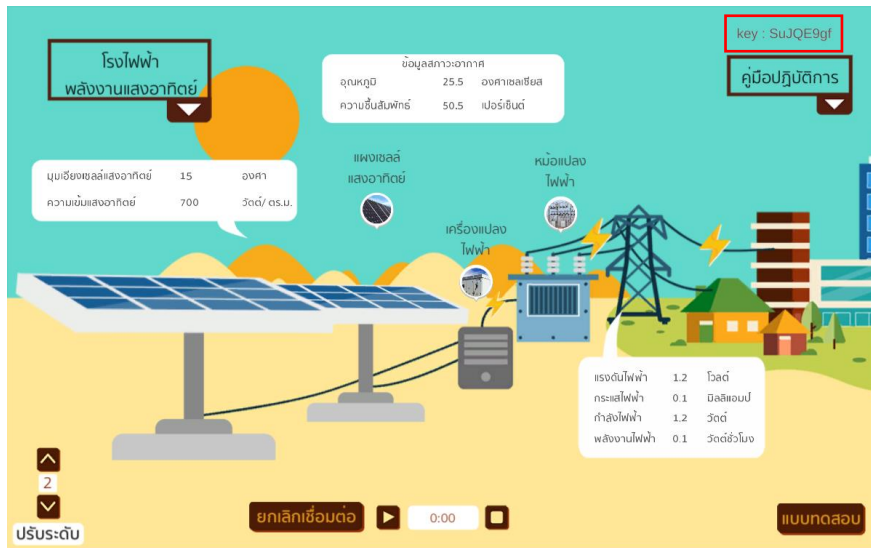 key : SuJQE9gf
โรงไฟฟ้า
พลังงานแสงอาทิตย์
ข้อมูลสภาวะอากาศ
อุณหภูมิ 25.5 องศาเซลเซียส
ความชื้นสัมพัทธ์ 50.5 เปอร์เซ็นต์
คู่มือปฏิบัติการ
มุมเอียงเซลล์แสงอาทิตย์ 15 องศา
ความเข้มแสงอาทิตย์ 700 วัตต์/ ตร.ม.
แผงเซลล์
แสงอาทิตย์
หม้อแปลง
ไฟฟ้า
เครื่องแปลง
ไฟฟ้า
แรงดันไฟฟ้า 1.2 โวลต์
กระแสไฟฟ้า 0.1 มิลลิแอมป์
กำลังไฟฟ้า 1.2 วัตต์
พลังงานไฟฟ้า 0.1 วัตต์ชั่วโมง
2
ปรับระดับ
ยกเลิกเชื่อมต่อ
0:00
แบบทดสอบ